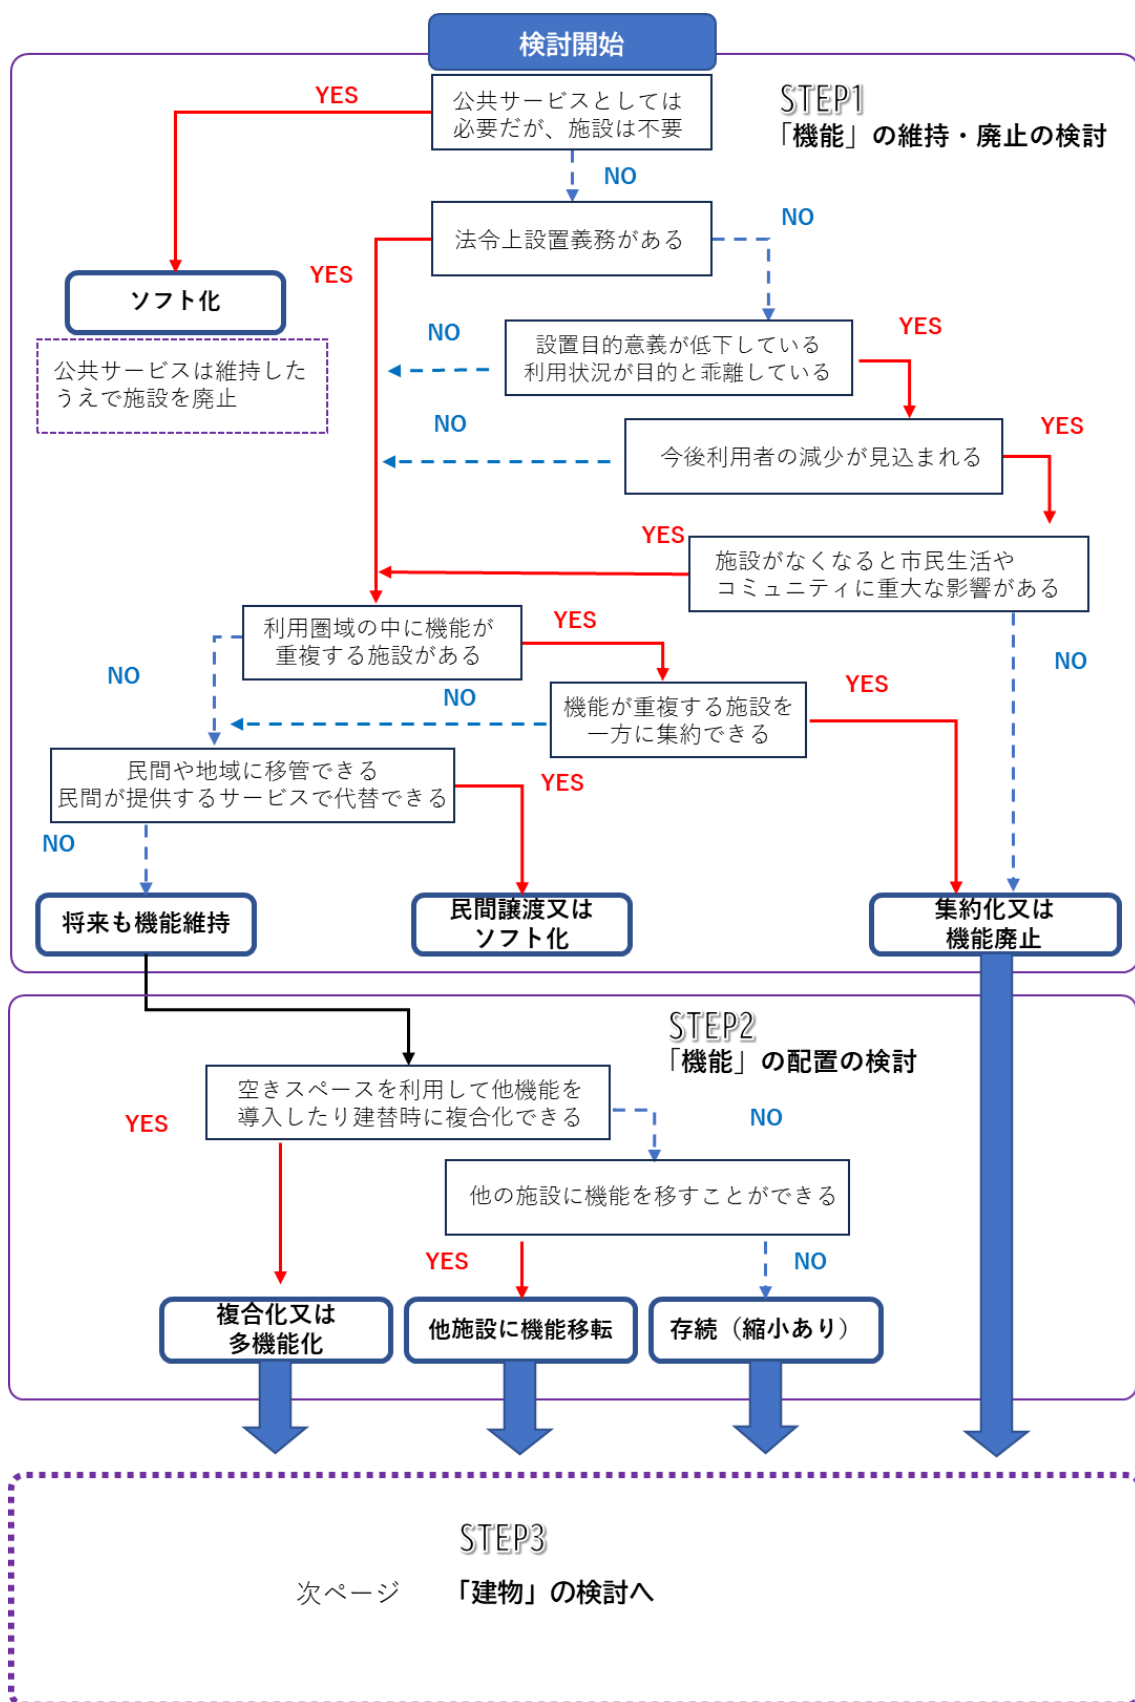 検討開始
STEP1
「機能」の維持・廃止の検討
YES
公共サービスとしては
必要だが、施設は不要
NO
法令上設置義務がある
NO
YES
ソフト化
公共サービスは維持した
うえで施設を廃止
NO
設置目的意義が低下している
利用状況が目的と乖離している
YES
NO
今後利用者の減少が見込まれる
YES
YES
施設がなくなると市民生活や
コミュニティに重大な影響がある
NO
利用圏域の中に機能が
重複する施設がある
YES
NO
NO
機能が重複する施設を
一方に集約できる
YES
民間や地域に移管できる
民間が提供するサービスで代替できる
YES
NO
将来も機能維持
民間譲渡又は
ソフト化
集約化又は
機能廃止
STEP2
「機能」の配置の検討
空きスペースを利用して他機能を
導入したり建替時に複合化できる
YES
NO
他の施設に機能を移すことができる
YES
NO
複合化又は
多機能化
他施設に機能移転
存続（縮小あり）
STEP3
次ページ 「建物」の検討へ